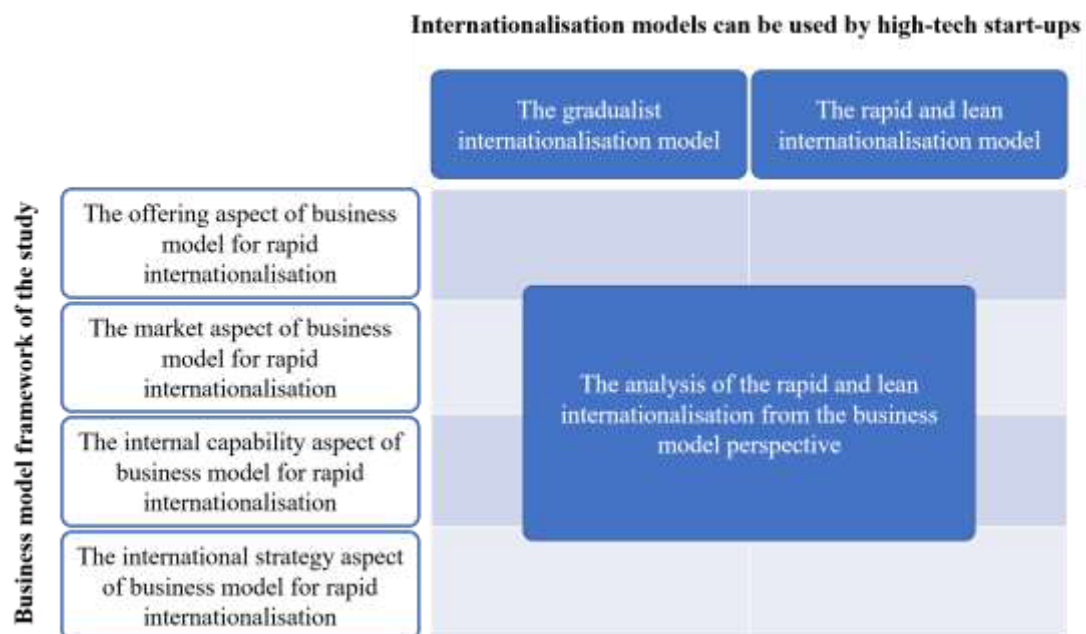 Internationalisation models can be used by high-tech start-ups
The gradualist
internationalisation model
The rapid and lean
internationalisation model
Business model framework of the study
The offering aspect of business
model for rapid
internationalisation
The market aspect of business
model for rapid
internationalisation
The internal capability aspect of
business model for rapid
internationalisation
The international strategy aspect
of business model for rapid
internationalisation
The analysis of the rapid and lean
internationalisation from the business
model perspective